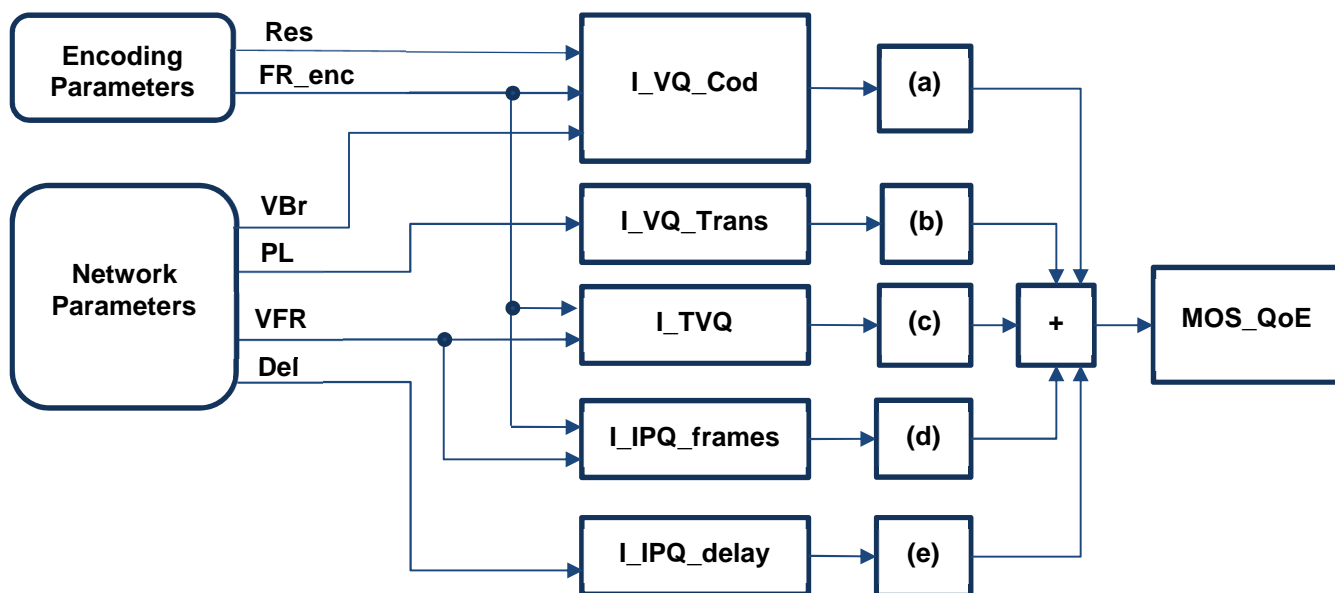 Encoding
Parameters
Res
FR_enc
I_VQ_Cod
(a)
Network
Parameters
VBr
PL
VFR
Del
I_VQ_Trans
(b)
I_TVQ
(c)
+
MOS_QoE
I_IPQ_frames
(d)
I_IPQ_delay
(e)